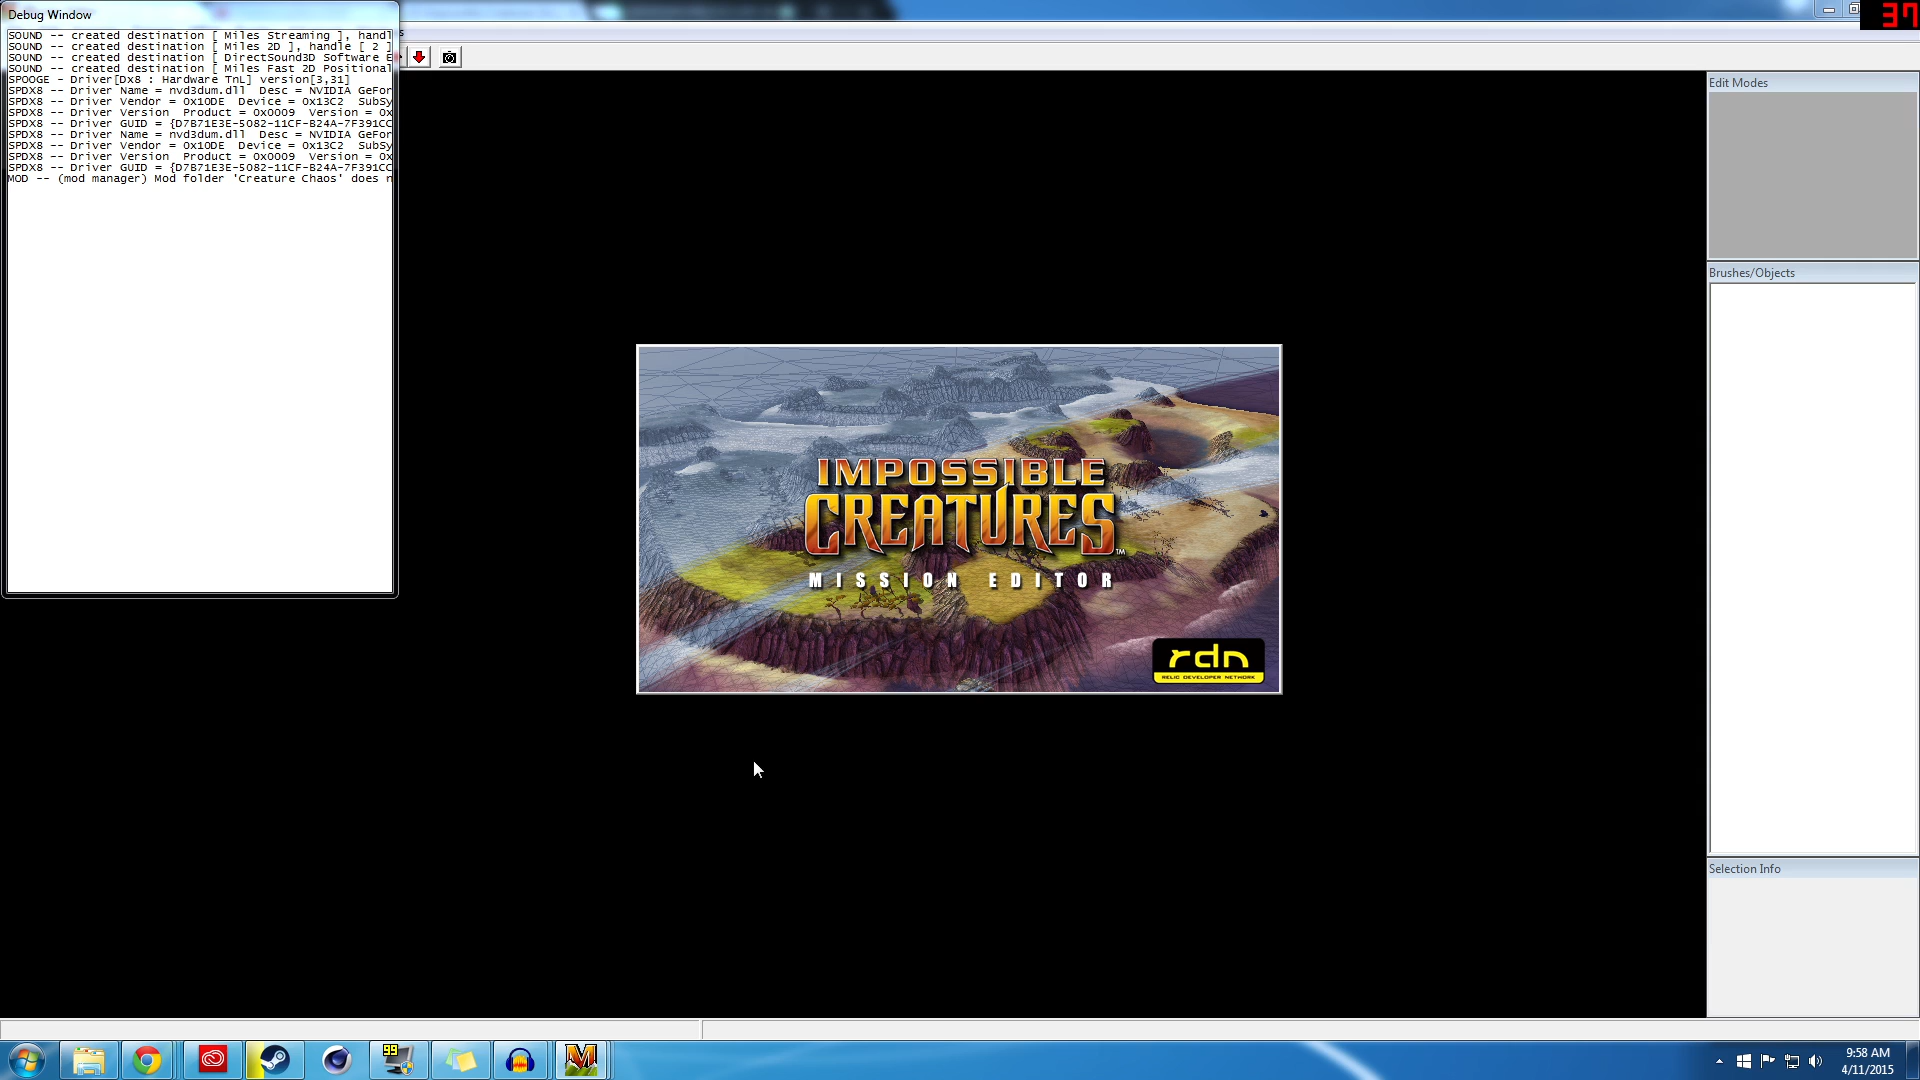 Debug Window
SOUND -- created destination [ Miles Streaming ], handl
SOUND -- created destination [ Miles 2D ], handle [ 2 ]
SOUND -- created destination [ DirectSound3D Software E
SOUND -- created destination [ Miles Fast 2D Positional
SPOOGE - Driver[Dx8 : Hardware TnL] version[3,31]
SPDX8 -- Driver Name = nvd3dum.dll  Desc = NVIDIA GeFor
SPDX8 -- Driver Vendor = 0x10DE  Device = 0x13C2  SubSy
SPDX8 -- Driver Version  Product = 0x0009  Version = 0x
SPDX8 -- Driver GUID = {D7B71E3E-5082-11CF-B24A-7F391CC
SPDX8 -- Driver Name = nvd3dum.dll  Desc = NVIDIA GeFor
SPDX8 -- Driver Vendor = 0x10DE  Device = 0x13C2  SubSy
SPDX8 -- Driver Version  Product = 0x0009  Version = 0x
SPDX8 -- Driver GUID = {D7B71E3E-5082-11CF-B24A-7F391CC
MOD -- (mod manager) Mod folder 'Creature Chaos' does n
s
37
Edit Modes
Brushes/Objects
Selection Info
IMPOSSIBLE
CREATURES™
MISSION EDITOR
rdn
RELIC DEVELOPER NETWORK
99
9:58 AM
4/11/2015